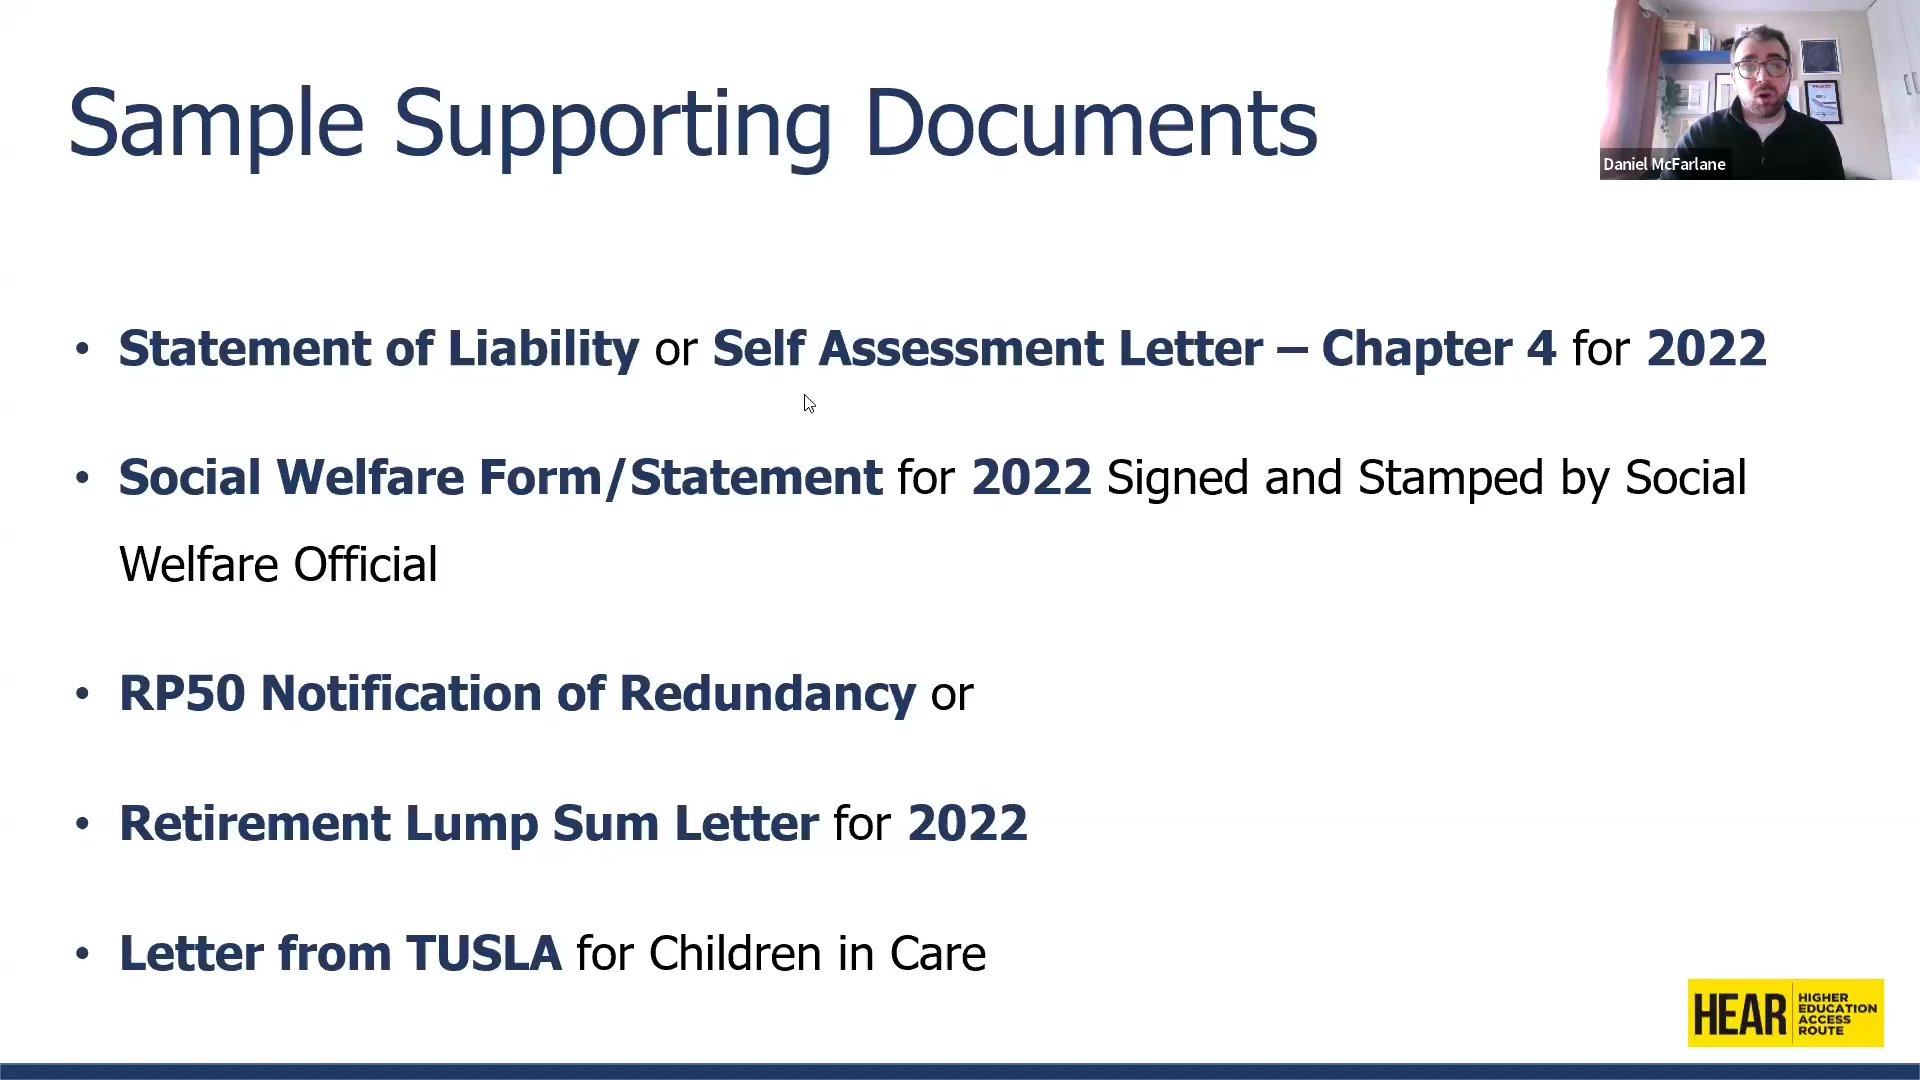 Sample Supporting Documents
Daniel McFarlane
• Statement of Liability or Self Assessment Letter – Chapter 4 for 2022
• Social Welfare Form/Statement for 2022 Signed and Stamped by Social
Welfare Official
• RP50 Notification of Redundancy or
• Retirement Lump Sum Letter for 2022
• Letter from TUSLA for Children in Care
HEAR
HIGHER
EDUCATION
ACCESS
ROUTE